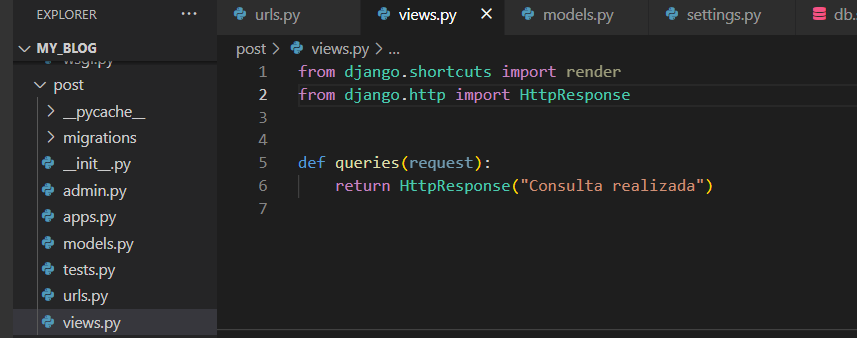 EXPLORER ...
urls.py views.py × models.py settings.py
MY_BLOG
post > views.py > ...
wsgi.py
post
__pycache__
migrations
__init__.py
admin.py
apps.py
models.py
tests.py
urls.py
views.py
1 from django.shortcuts import render
2 from django.http import HttpResponse
3
4
5 def queries(request):
6 return HttpResponse("Consulta realizada")
7